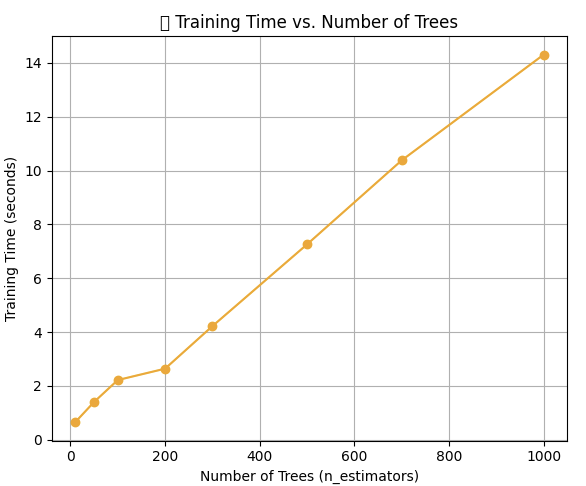 ▯ Training Time vs. Number of Trees
Training Time (seconds)
14
12
10
8
6
4
2
0
0 200 400 600 800 1000
Number of Trees (n_estimators)